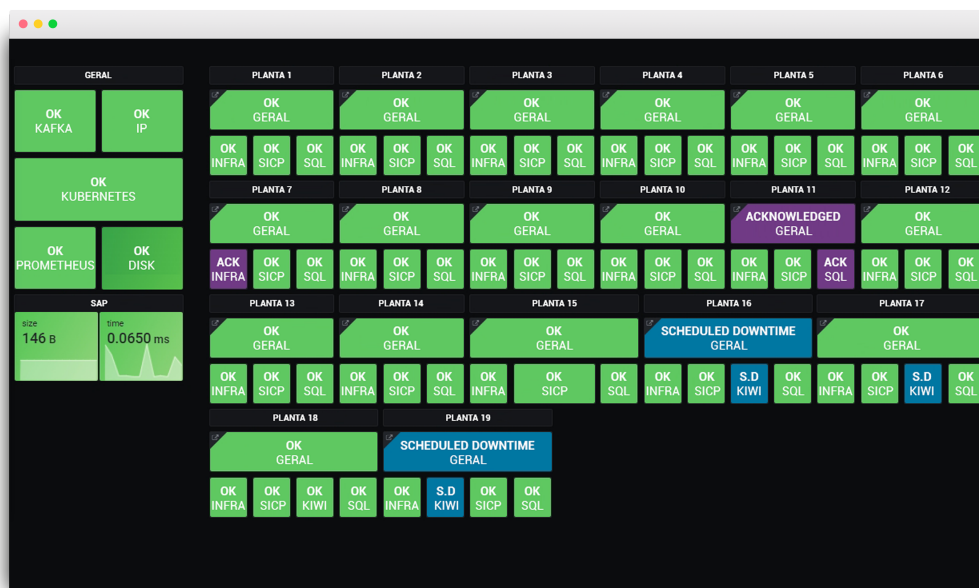 GERAL
OK
KAFKA
OK
IP
OK
KUBERNETES
OK
PROMETHEUS
OK
DISK
SAP
size
146 B
time
0.0650 ms
PLANTA 1
OK
GERAL
OK
INFRA
OK
SICP
OK
SQL
PLANTA 2
OK
GERAL
OK
INFRA
OK
SICP
OK
SQL
PLANTA 3
OK
GERAL
OK
INFRA
OK
SICP
OK
SQL
PLANTA 4
OK
GERAL
OK
INFRA
OK
SICP
OK
SQL
PLANTA 5
OK
GERAL
OK
INFRA
OK
SICP
OK
SQL
PLANTA 6
OK
GERAL
OK
INFRA
OK
SICP
OK
SQL
PLANTA 7
OK
GERAL
ACK
INFRA
OK
SICP
OK
SQL
PLANTA 8
OK
GERAL
OK
INFRA
OK
SICP
OK
SQL
PLANTA 9
OK
GERAL
OK
INFRA
OK
SICP
OK
SQL
PLANTA 10
OK
GERAL
OK
INFRA
OK
SICP
OK
SQL
PLANTA 11
ACKNOWLEDGED
GERAL
OK
INFRA
OK
SICP
ACK
SQL
PLANTA 12
OK
GERAL
OK
INFRA
OK
SICP
OK
SQL
PLANTA 13
OK
GERAL
OK
INFRA
OK
SICP
OK
SQL
PLANTA 14
OK
GERAL
OK
INFRA
OK
SICP
OK
SQL
PLANTA 15
OK
GERAL
OK
INFRA
OK
SICP
OK
SQL
PLANTA 16
SCHEDULED DOWNTIME
GERAL
OK
INFRA
OK
SICP
S.D
KIWI
OK
SQL
PLANTA 17
OK
GERAL
OK
INFRA
OK
SICP
S.D
KIWI
OK
SQL
PLANTA 18
OK
GERAL
OK
INFRA
OK
SICP
OK
KIWI
OK
SQL
PLANTA 19
SCHEDULED DOWNTIME
GERAL
OK
INFRA
S.D
KIWI
OK
SICP
OK
SQL